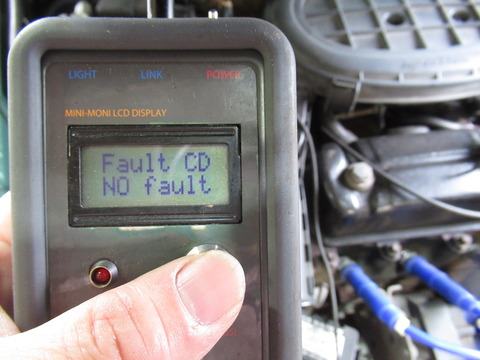 LIGHT LINK POWER
MINI-MONI LCD DISPLAY
Fault CD
NO fault